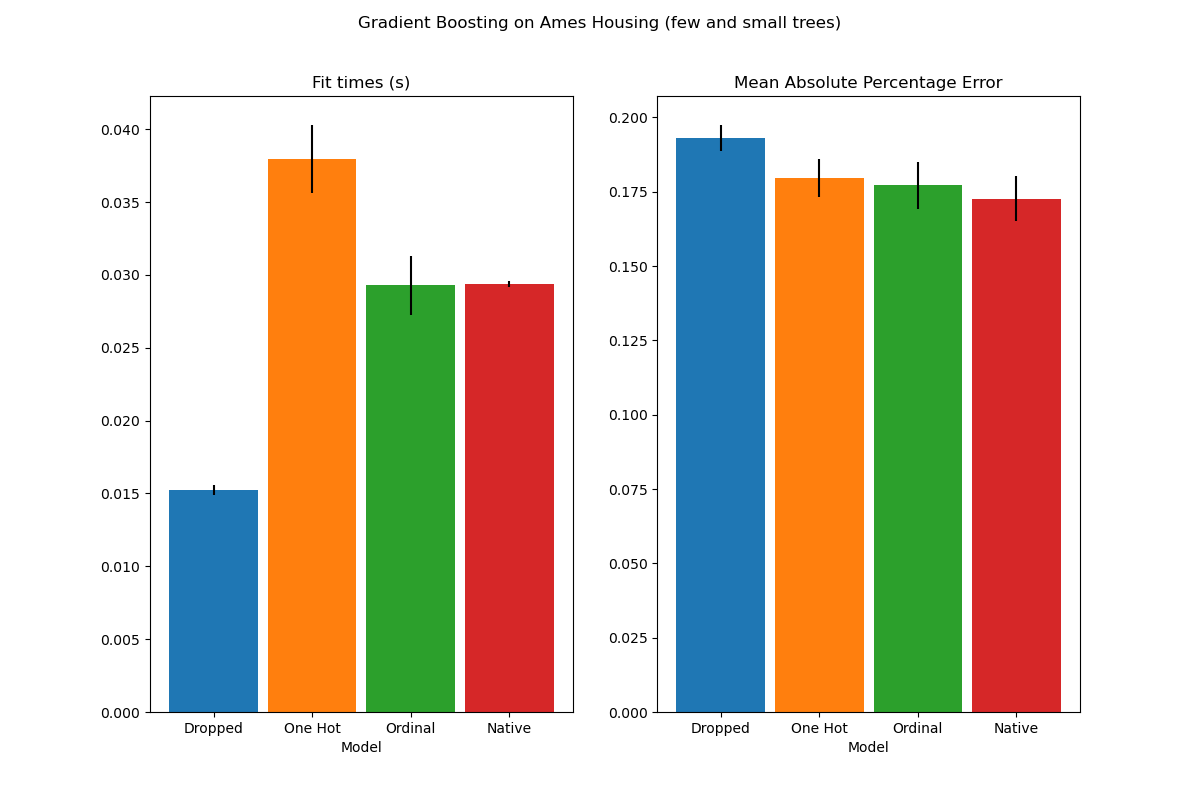 Gradient Boosting on Ames Housing (few and small trees)
Fit times (s)
0.040
0.035
0.030
0.025
0.020
0.015
0.010
0.005
0.000
Dropped One Hot Ordinal Native
Model
Mean Absolute Percentage Error
0.200
0.175
0.150
0.125
0.100
0.075
0.050
0.025
0.000
Dropped One Hot Ordinal Native
Model